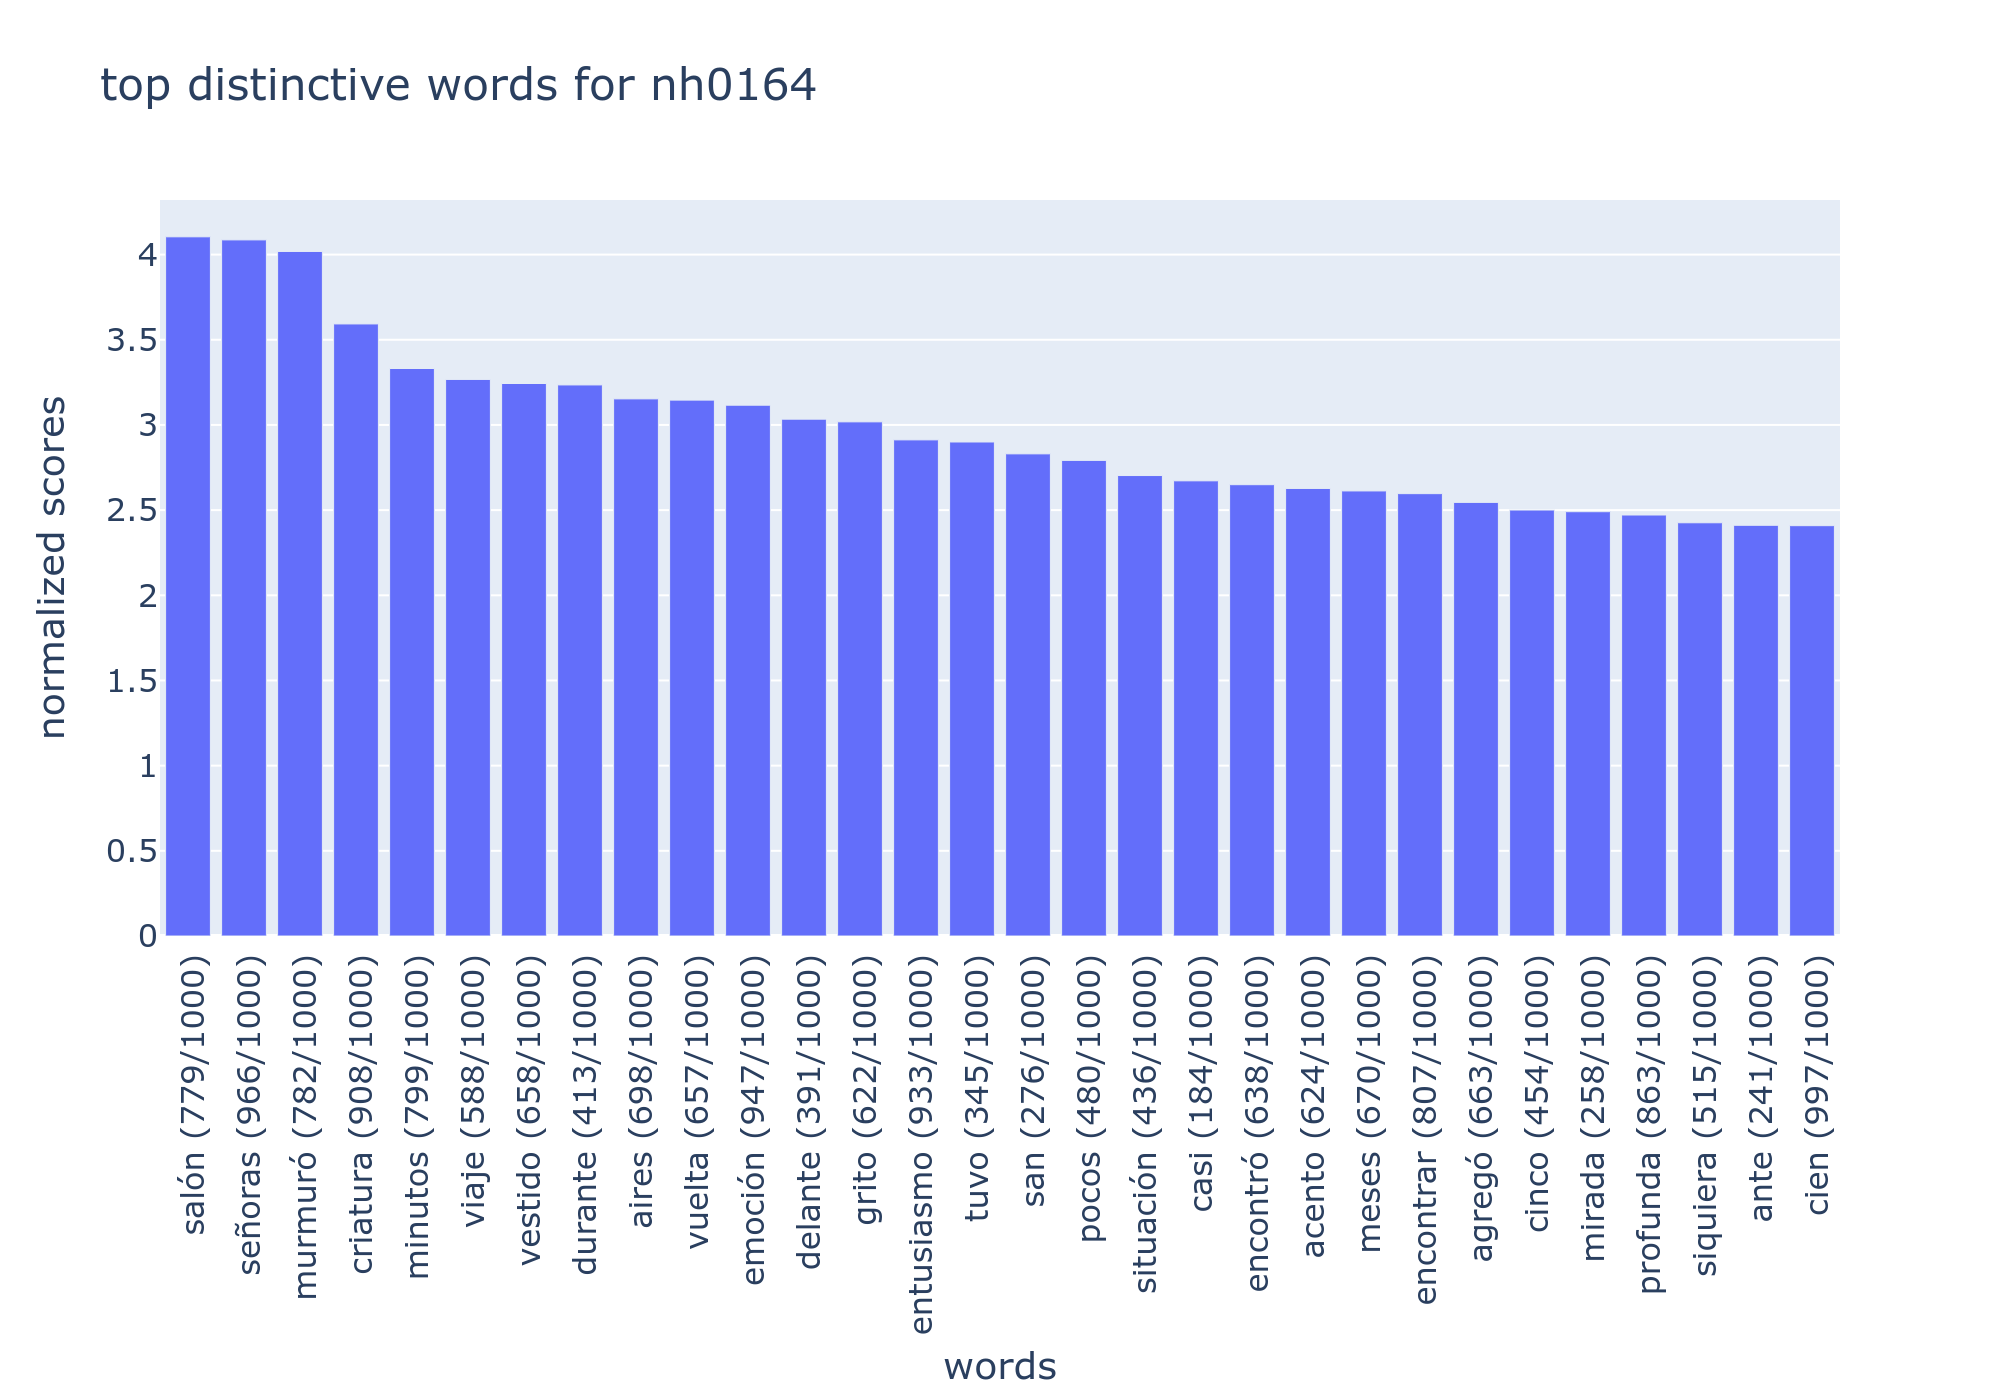 top distinctive words for nh0164
normalized scores
4
3.5
3
2.5
2
1.5
1
0.5
0
salón (779/1000)
señoras (966/1000)
murmuró (782/1000)
criatura (908/1000)
minutos (799/1000)
viaje (588/1000)
vestido (658/1000)
durante (413/1000)
aires (698/1000)
vuelta (657/1000)
emoción (947/1000)
delante (391/1000)
grito (622/1000)
entusiasmo (933/1000)
tuvo (345/1000)
san (276/1000)
pocos (480/1000)
situación (436/1000)
casi (184/1000)
encontró (638/1000)
acento (624/1000)
meses (670/1000)
encontrar (807/1000)
agregó (663/1000)
cinco (454/1000)
mirada (258/1000)
profunda (863/1000)
siquiera (515/1000)
ante (241/1000)
cien (997/1000)
words